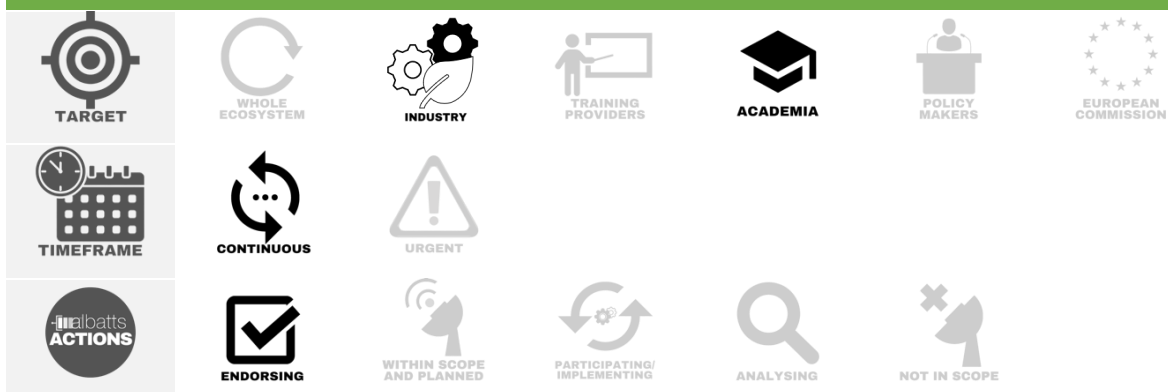 TARGET
WHOLE
ECOSYSTEM
INDUSTRY
TRAINING
PROVIDERS
ACADEMIA
POLICY
MAKERS
EUROPEAN
COMMISSION
TIMEFRAME
CONTINUOUS
URGENT
albatts
ACTIONS
ENDORSING
WITHIN SCOPE
AND PLANNED
PARTICIPATING/
IMPLEMENTING
ANALYSING
NOT IN SCOPE